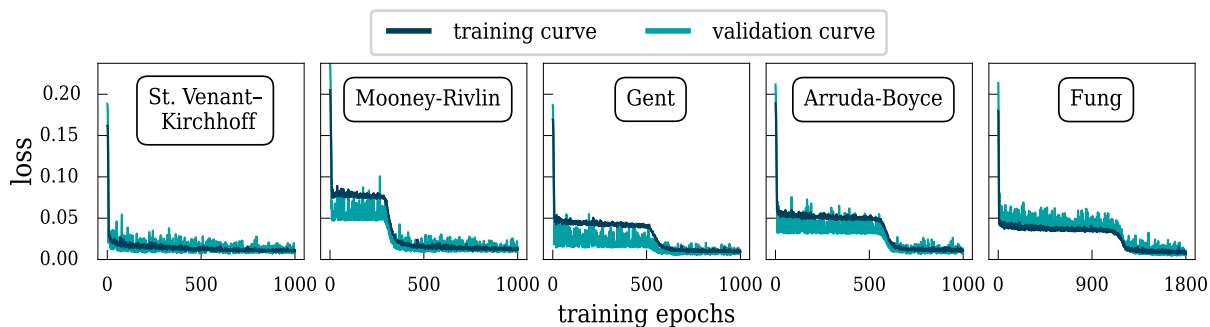 training curve validation curve
St. Venant–
Kirchhoff
Mooney-Rivlin
Gent
Arruda-Boyce
Fung
loss
0.20
0.15
0.10
0.05
0.00
0 500 1000
0 500 1000
0 500 1000
0 500 1000
0 900 1800
training epochs